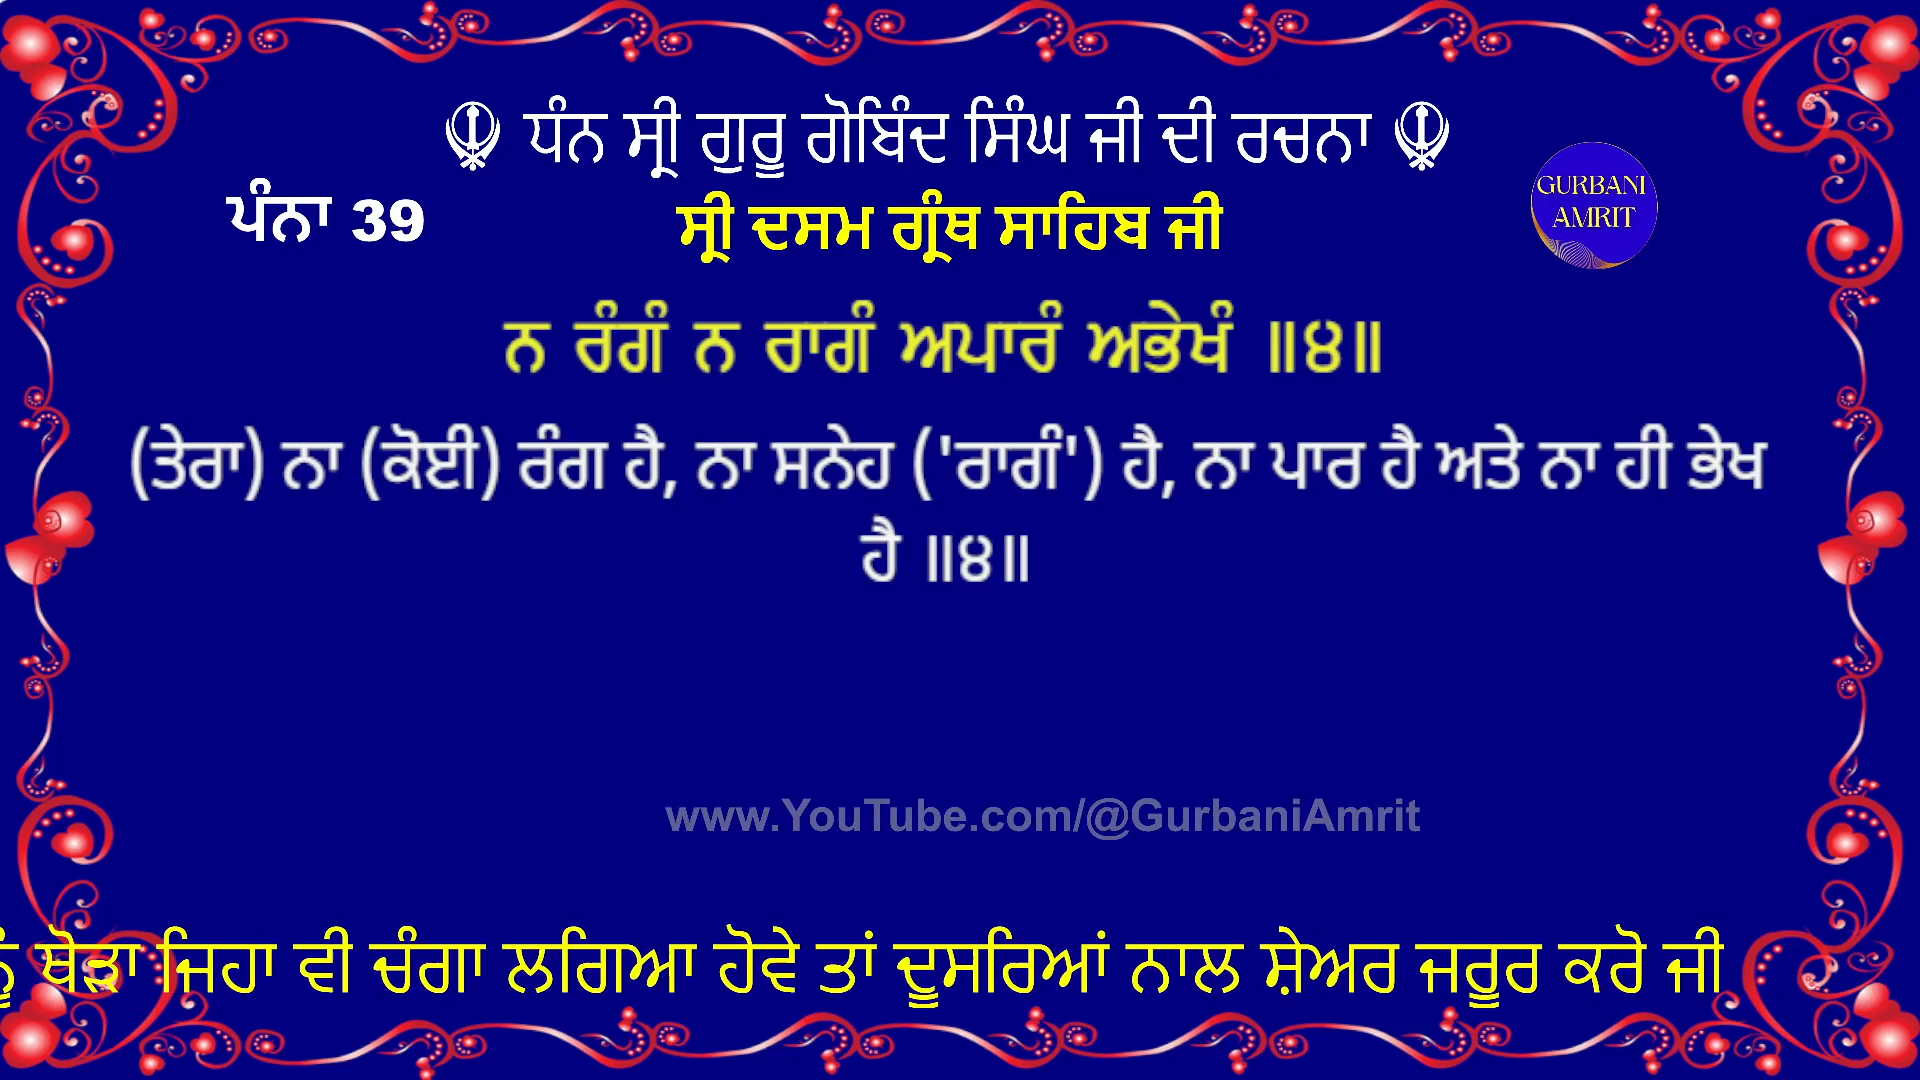 ☬ ਧੰਨ ਸ੍ਰੀ ਗੁਰੂ ਗੋਬਿੰਦ ਸਿੰਘ ਜੀ ਦੀ ਰਚਨਾ ☬
ਪੰਨਾ 39
ਸ੍ਰੀ ਦਸਮ ਗ੍ਰੰਥ ਸਾਹਿਬ ਜੀ
GURBANI
AMRIT
ਨ ਰੰਗੰ ਨ ਰਾਗੰ ਅਪਾਰੰ ਅਭੇਖੰ ॥੪॥
(ਤੇਰਾ) ਨਾ (ਕੋਈ) ਰੰਗ ਹੈ, ਨਾ ਸਨੇਹ ('ਰਾਗੰ') ਹੈ, ਨਾ ਪਾਰ ਹੈ ਅਤੇ ਨਾ ਹੀ ਭੇਖ
ਹੈ ॥੪॥
www.YouTube.com/@GurbaniAmrit
ਥੋੜਾ ਜਿਹਾ ਵੀ ਚੰਗਾ ਲਗਿਆ ਹੋਵੇ ਤਾਂ ਦੂਸਰਿਆਂ ਨਾਲ ਸ਼ੇਅਰ ਜਰੂਰ ਕਰੋ ਜੀ